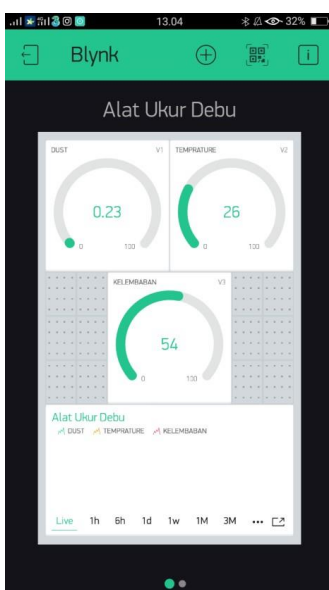 13.04 32%
Blynk
Alat Ukur Debu
DUST V1 TEMPRATURE V2
0.23 26
0 100 0 100
KELEMBABAN V3
54
0 100
Alat Ukur Debu
DUST TEMPRATURE KELEMBABAN
Live 1h 6h 1d 1w 1M 3M •••